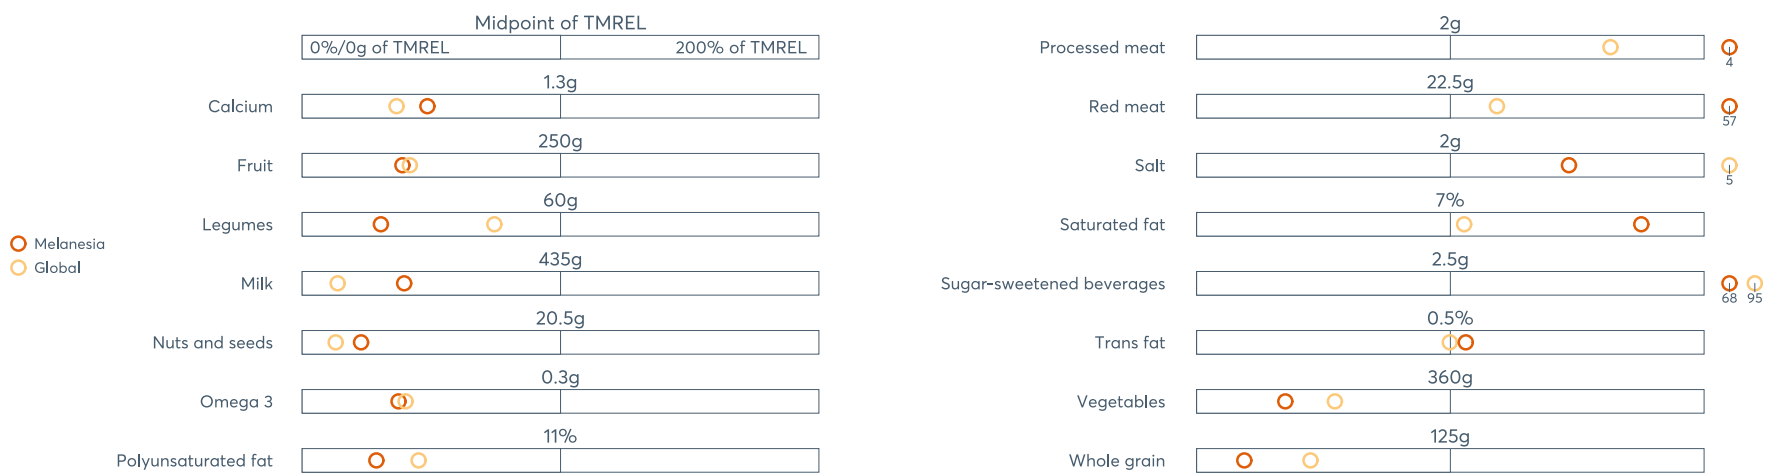 Midpoint of TMREL
0%/0g of TMREL 200% of TMREL
1.3g
Calcium
250g
Fruit
60g
Legumes
435g
Milk
20.5g
Nuts and seeds
0.3g
Omega 3
11%
Polyunsaturated fat
Melanesia
Global
2g
Processed meat 4
22.5g
Red meat 57
2g
Salt 5
7%
Saturated fat
2.5g
Sugar-sweetened beverages 68 95
0.5%
Trans fat
360g
Vegetables
125g
Whole grain